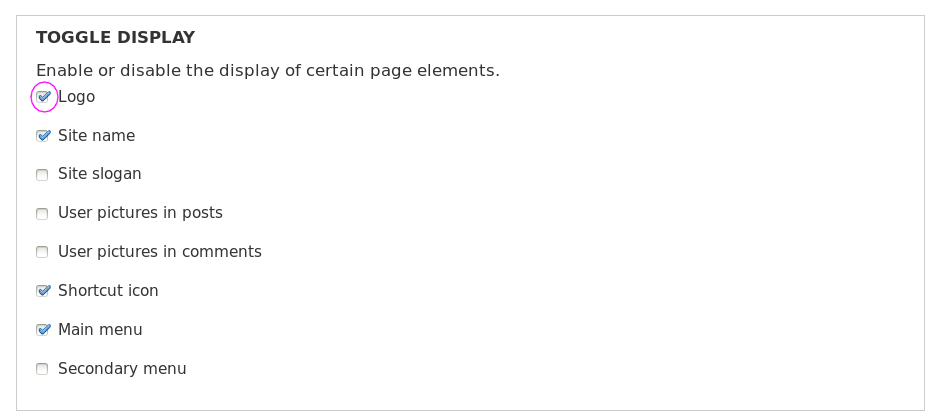 TOGGLE DISPLAY
Enable or disable the display of certain page elements.
Logo
Site name
Site slogan
User pictures in posts
User pictures in comments
Shortcut icon
Main menu
Secondary menu